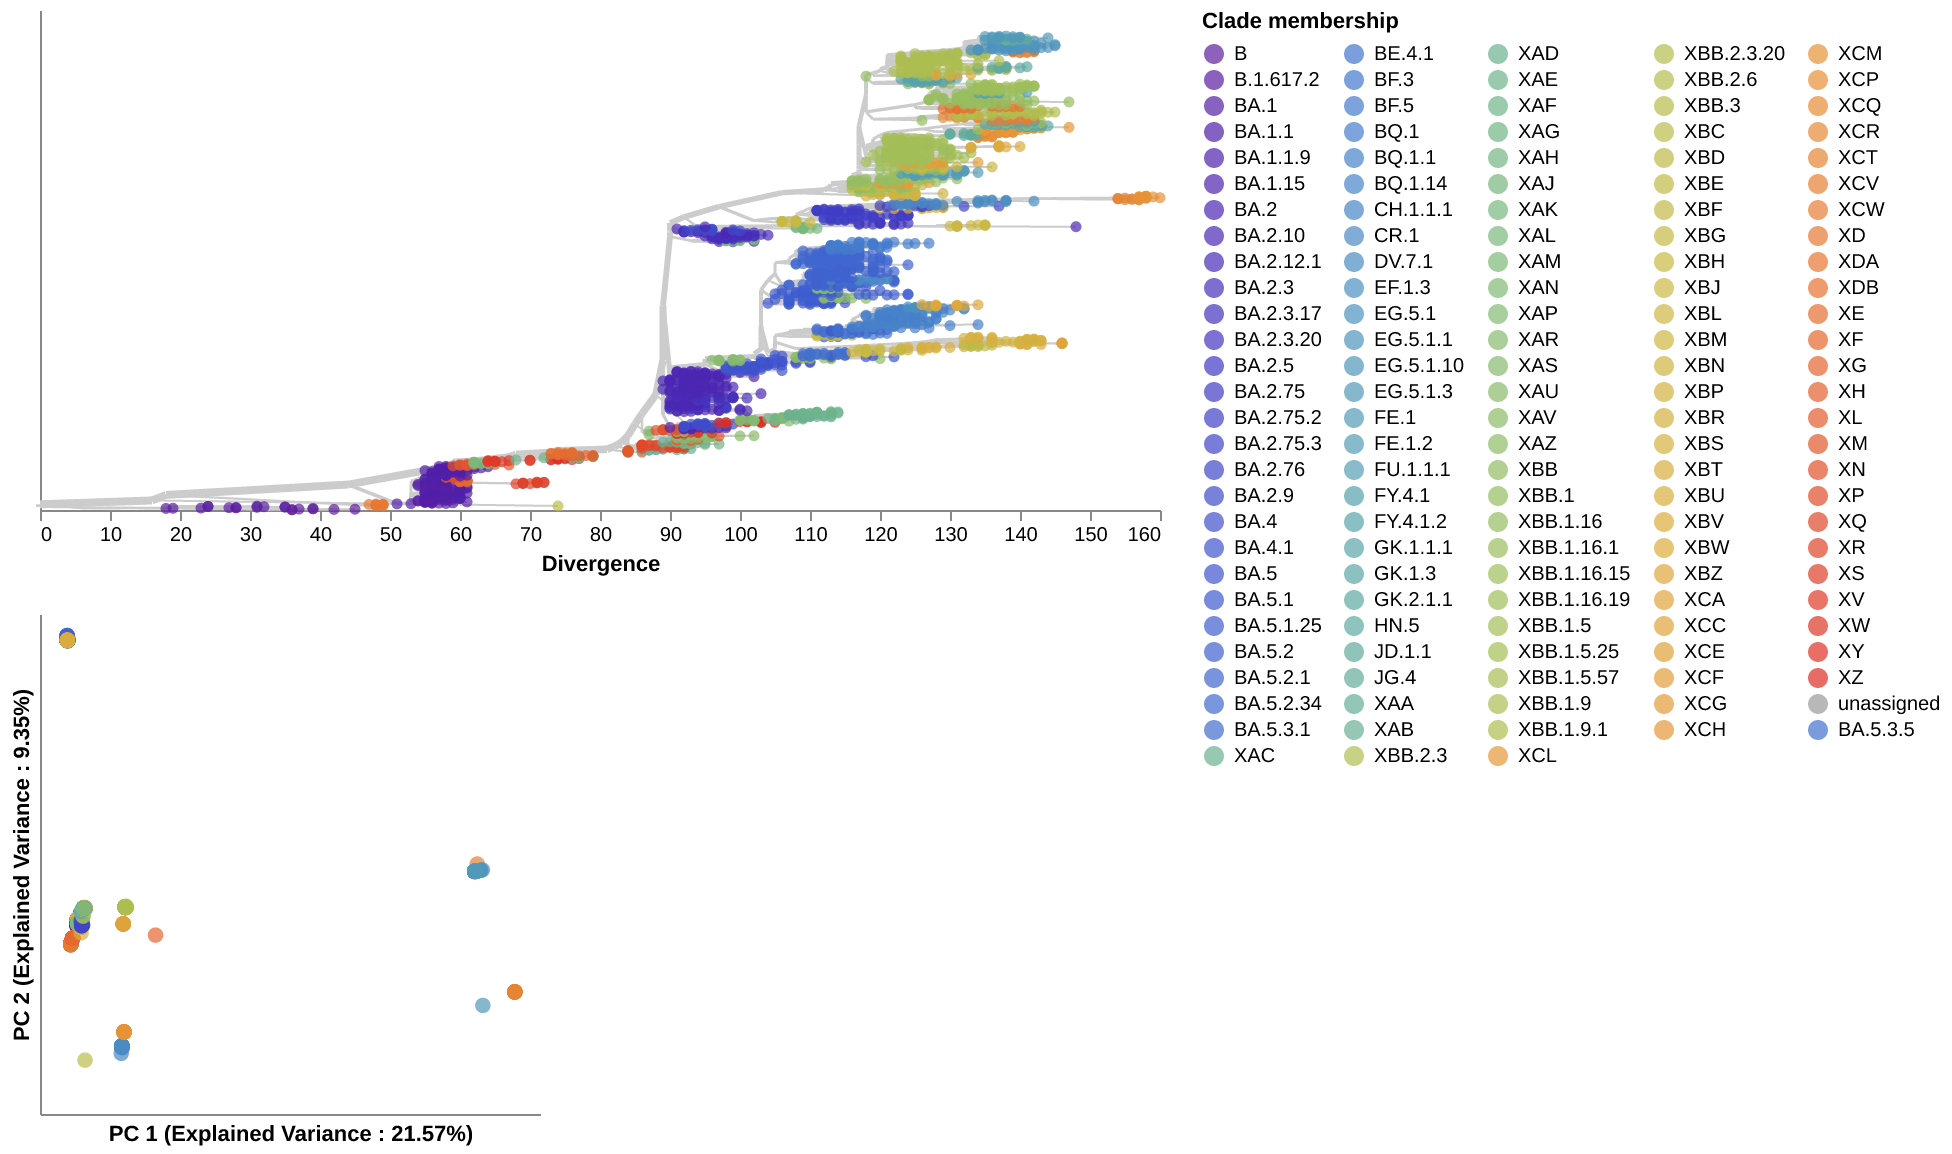 Clade membership
B BE.4.1 XAD XBB.2.3.20 XCM
B.1.617.2 BF.3 XAE XBB.2.6 XCP
BA.1 BF.5 XAF XBB.3 XCQ
BA.1.1 BQ.1 XAG XBC XCR
BA.1.1.9 BQ.1.1 XAH XBD XCT
BA.1.15 BQ.1.14 XAJ XBE XCV
BA.2 CH.1.1.1 XAK XBF XCW
BA.2.10 CR.1 XAL XBG XD
BA.2.12.1 DV.7.1 XAM XBH XDA
BA.2.3 EF.1.3 XAN XBJ XDB
BA.2.3.17 EG.5.1 XAP XBL XE
BA.2.3.20 EG.5.1.1 XAR XBM XF
BA.2.5 EG.5.1.10 XAS XBN XG
BA.2.75 EG.5.1.3 XAU XBP XH
BA.2.75.2 FE.1 XAV XBR XL
BA.2.75.3 FE.1.2 XAZ XBS XM
BA.2.76 FU.1.1.1 XBB XBT XN
BA.2.9 FY.4.1 XBB.1 XBU XP
BA.4 FY.4.1.2 XBB.1.16 XBV XQ
BA.4.1 GK.1.1.1 XBB.1.16.1 XBW XR
BA.5 GK.1.3 XBB.1.16.15 XBZ XS
BA.5.1 GK.2.1.1 XBB.1.16.19 XCA XV
BA.5.1.25 HN.5 XBB.1.5 XCC XW
BA.5.2 JD.1.1 XBB.1.5.25 XCE XY
BA.5.2.1 JG.4 XBB.1.5.57 XCF XZ
BA.5.2.34 XAA XBB.1.9 XCG unassigned
BA.5.3.1 XAB XBB.1.9.1 XCH BA.5.3.5
XAC XBB.2.3 XCL
0 10 20 30 40 50 60 70 80 90 100 110 120 130 140 150 160
Divergence
PC 2 (Explained Variance : 9.35%)
PC 1 (Explained Variance : 21.57%)